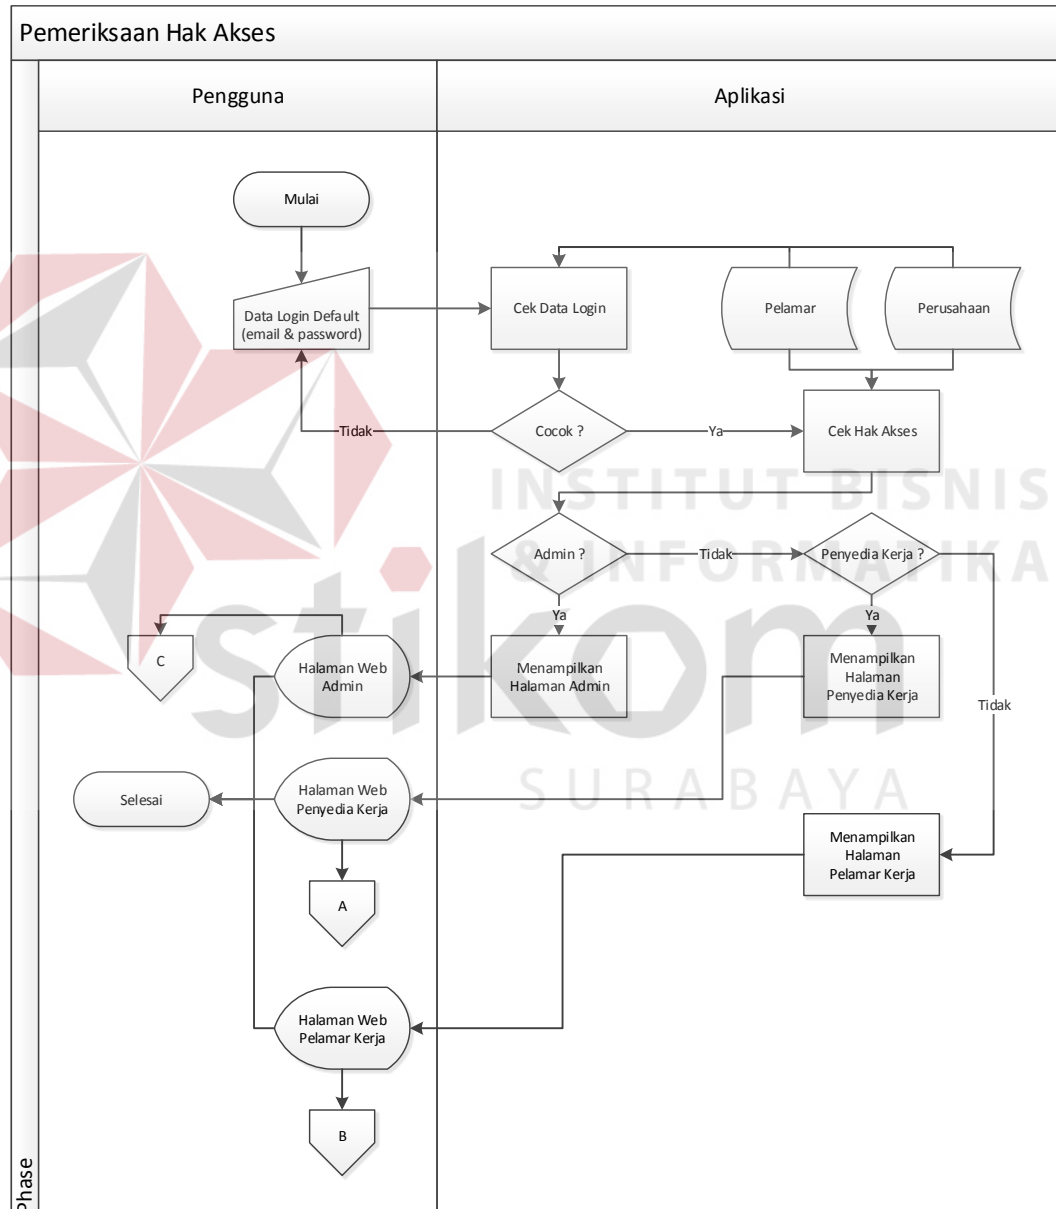 Pemeriksaan Hak Akses
Pengguna
Aplikasi
Mulai
Data Login Default
(email & password)
Cek Data Login
Pelamar
Perusahaan
Tidak
Cocok ?
Ya
Cek Hak Akses
INSTITUT BISNIS
& INFORMATIKA
Admin ?
Tidak
Penyedia Kerja ?
Ya
Ya
stikom
C
Halaman Web
Admin
Menampilkan
Halaman Admin
Menampilkan
Halaman
Penyedia Kerja
Tidak
SURABAYA
Selesai
Halaman Web
Penyedia Kerja
Menampilkan
Halaman
Pelamar Kerja
A
Halaman Web
Pelamar Kerja
B
Phase